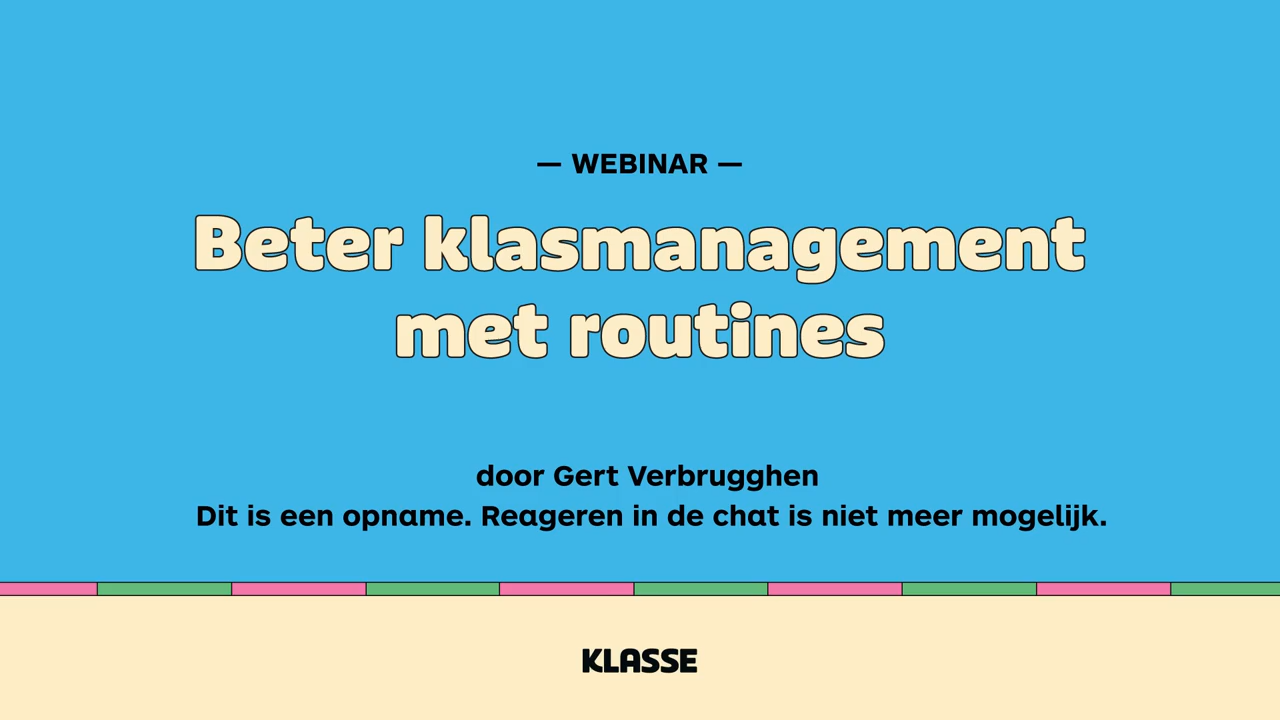 — WEBINAR —
Beter klasmanagement
met routines
door Gert Verbrugghen
Dit is een opname. Reageren in de chat is niet meer mogelijk.
KLASSE